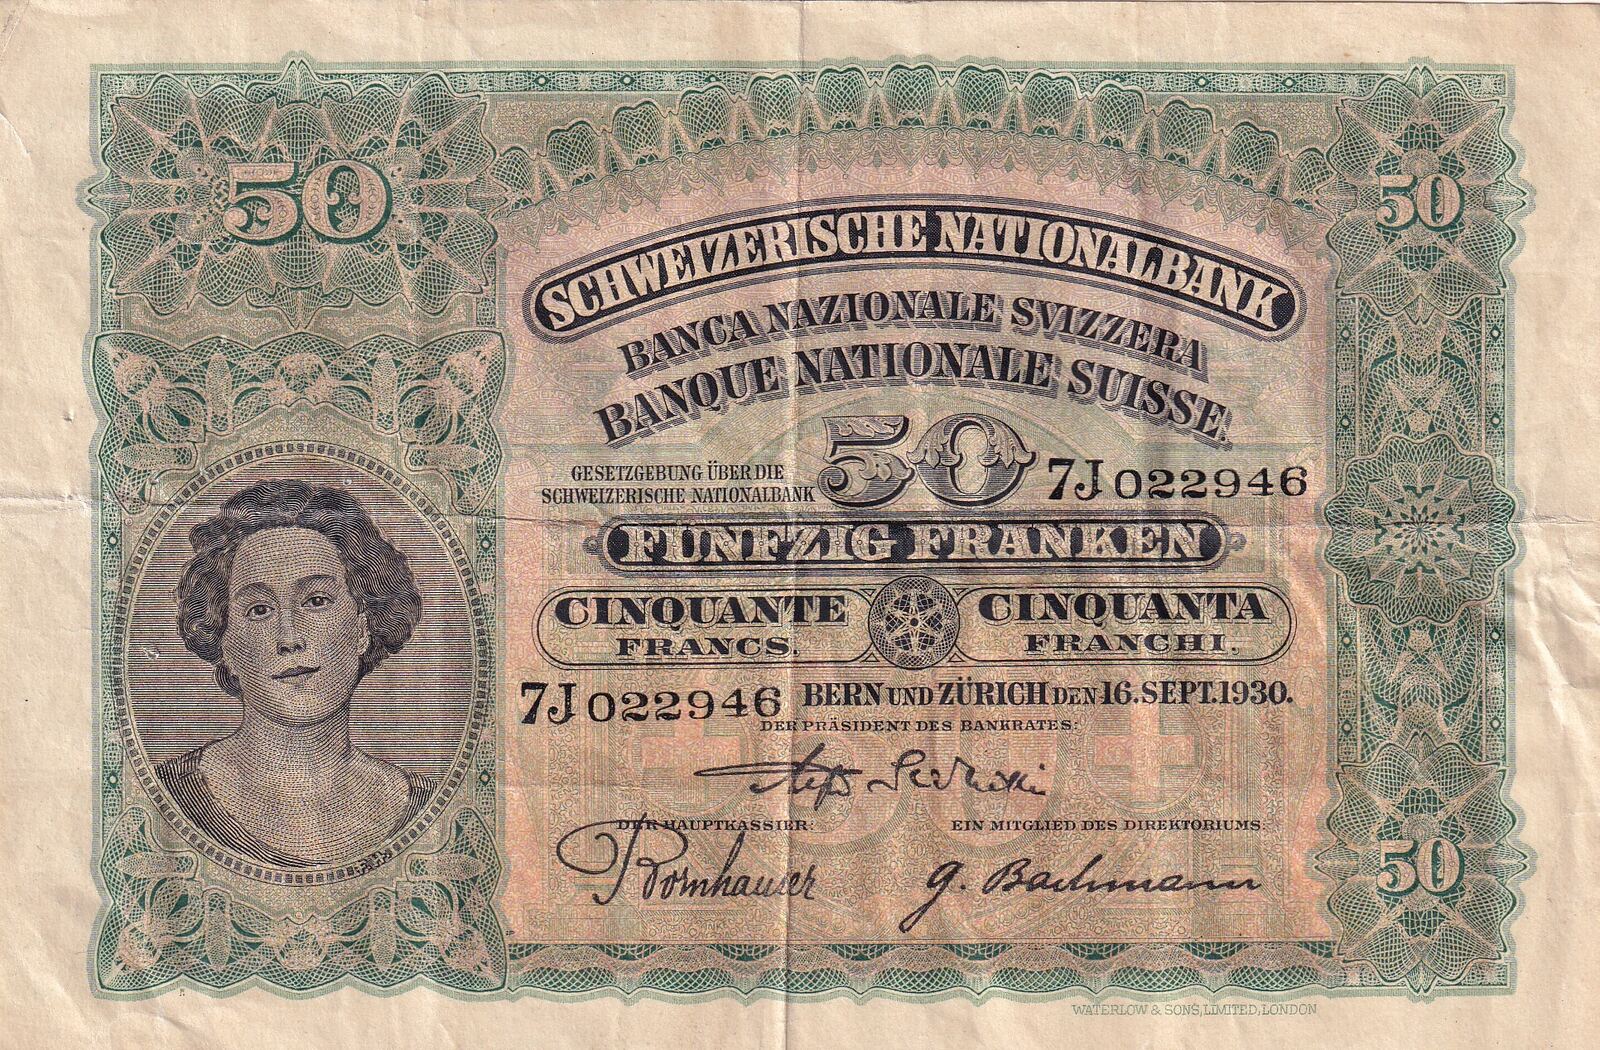 50
50
SCHWEIZERISCHE NATIONALBANK
BANCA NAZIONALE SVIZZERA
BANQUE NATIONALE SUISSE.
GESETZGEBUNG ÜBER DIE
SCHWEIZERISCHE NATIONALBANK
50
7J 022946
FÜNFZIG FRANKEN
CINQUANTE
FRANCS.
CINQUANTA
FRANCHI.
7J 022946
BERN UND ZÜRICH DEN 16. SEPT. 1930.
DER PRÄSIDENT DES BANKRATES:
DER HAUPTKASSIER:
EIN MITGLIED DES DIREKTORIUMS:
Bornhauser
G. Bachmann
50
WATERLOW & SONS, LIMITED, LONDON